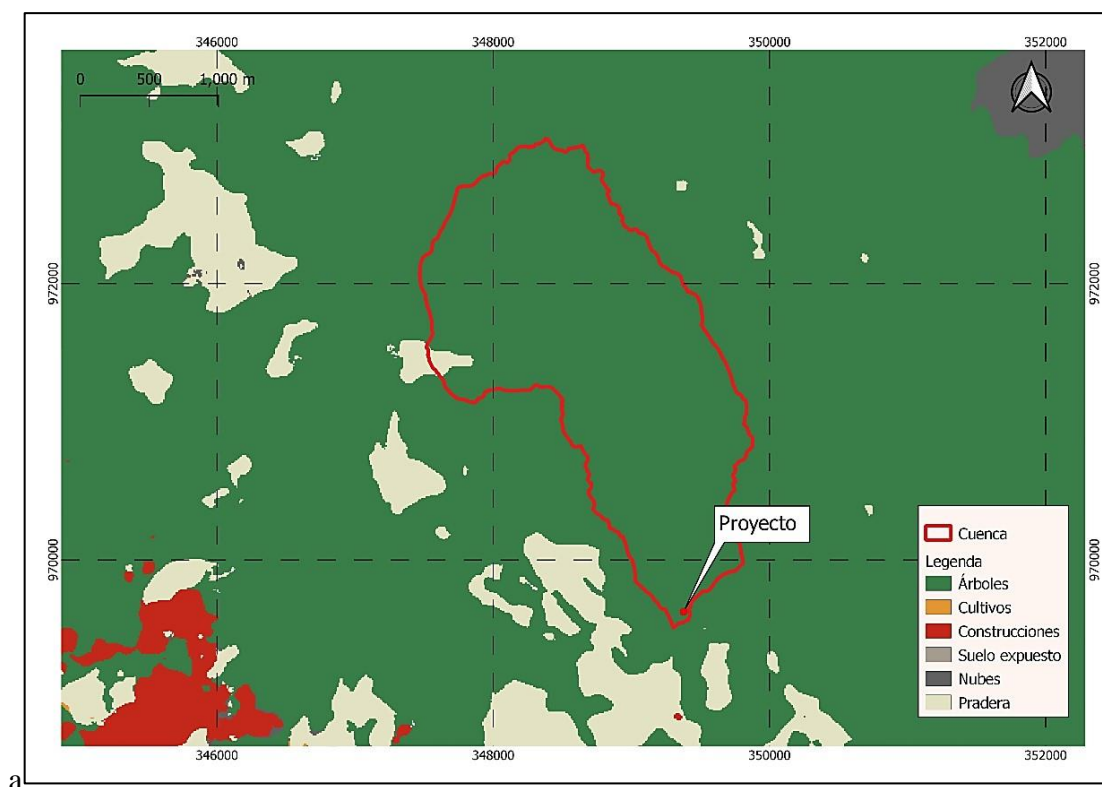 346000
348000
350000
352000
0 500 1,000 m
972000
972000
Proyecto
970000
970000
Cuenca
Legenda
Árboles
Cultivos
Construcciones
Suelo expuesto
Nubes
Pradera
346000
348000
350000
352000
a